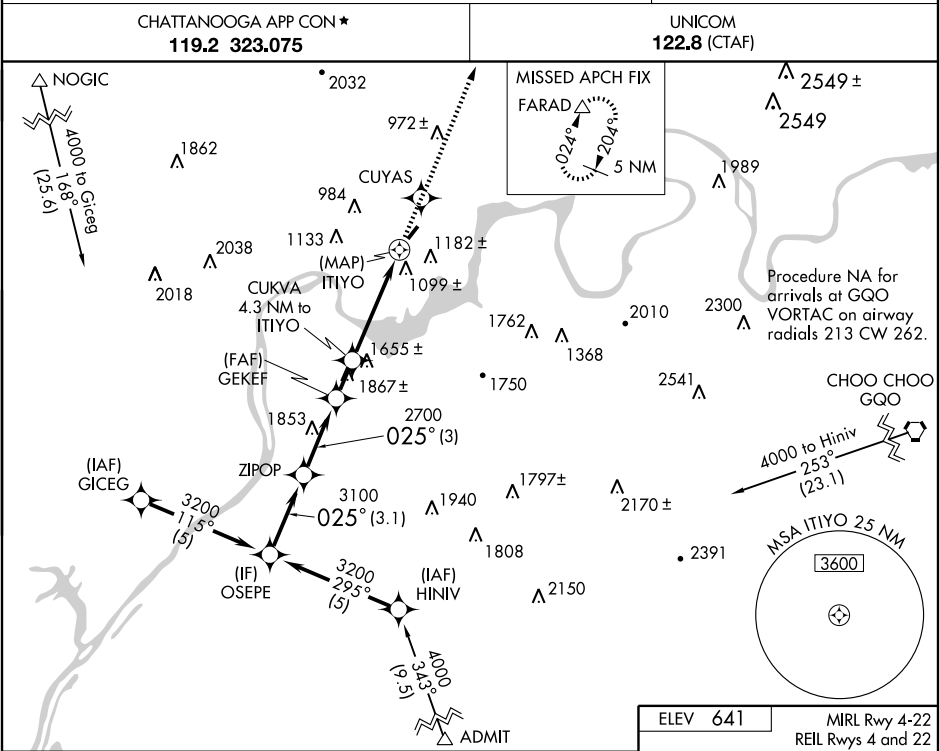 CHATTANOOGA APP CON ★
119.2 323.075
UNICOM
122.8 (CTAF)
NOGIC
4000 to Giceg
168°
(25.6)
2032
972 ±
1862
CUYAS
984
1133
2038
2018
(MAP)
ITIYO
1182 ±
1099 ±
CUKVA
4.3 NM to
ITIYO
1655 ±
(FAF)
GEKEF
1867 ±
1853
2700
025° (3)
ZIPOP
3100
025° (3.1)
(IAF)
GICEG
3200
115°
(5)
(IF)
OSEPE
3200
295°
(5)
(IAF)
HINIV
4000
343°
(9.5)
ADMIT
MISSED APCH FIX
FARAD
024°
204°
5 NM
2549 ±
2549
1989
Procedure NA for
arrivals at GQO
VORTAC on airway
radials 213 CW 262.
2300
2010
1762
1368
1750
2541
CHOO CHOO
GQO
4000 to Hiniv
253°
(23.1)
1940
1797 ±
2170 ±
1808
2391
2150
MSA ITIYO 25 NM
3600
ELEV 641
MIRL Rwy 4-22
REIL Rwys 4 and 22